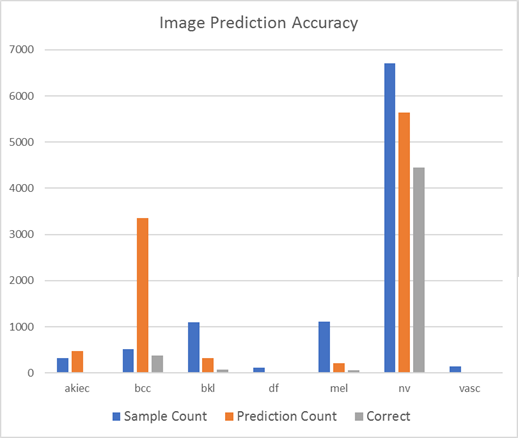 Image Prediction Accuracy
7000
6000
5000
4000
3000
2000
1000
0
akiec bcc bkl df mel nv vasc
Sample Count Prediction Count Correct